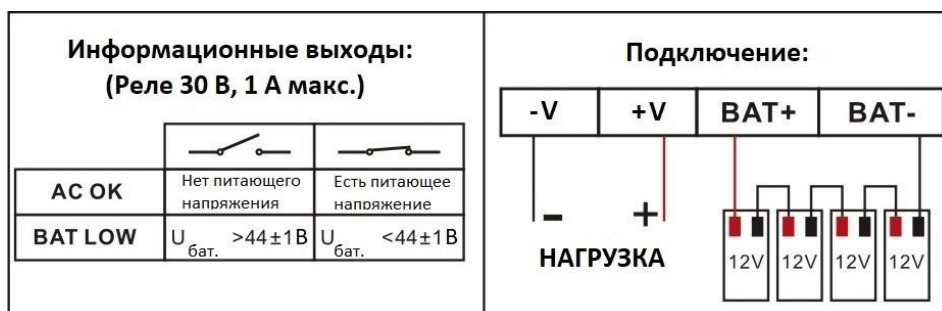 Информационные выходы:
(Реле 30 В, 1 А макс.)
AC OK
Нет питающего
напряжения
Есть питающее
напряжение
BAT LOW
U бат. >44±1В
U бат. <44±1В
Подключение:
-V +V BAT+ BAT-
- +
НАГРУЗКА
12V 12V 12V 12V